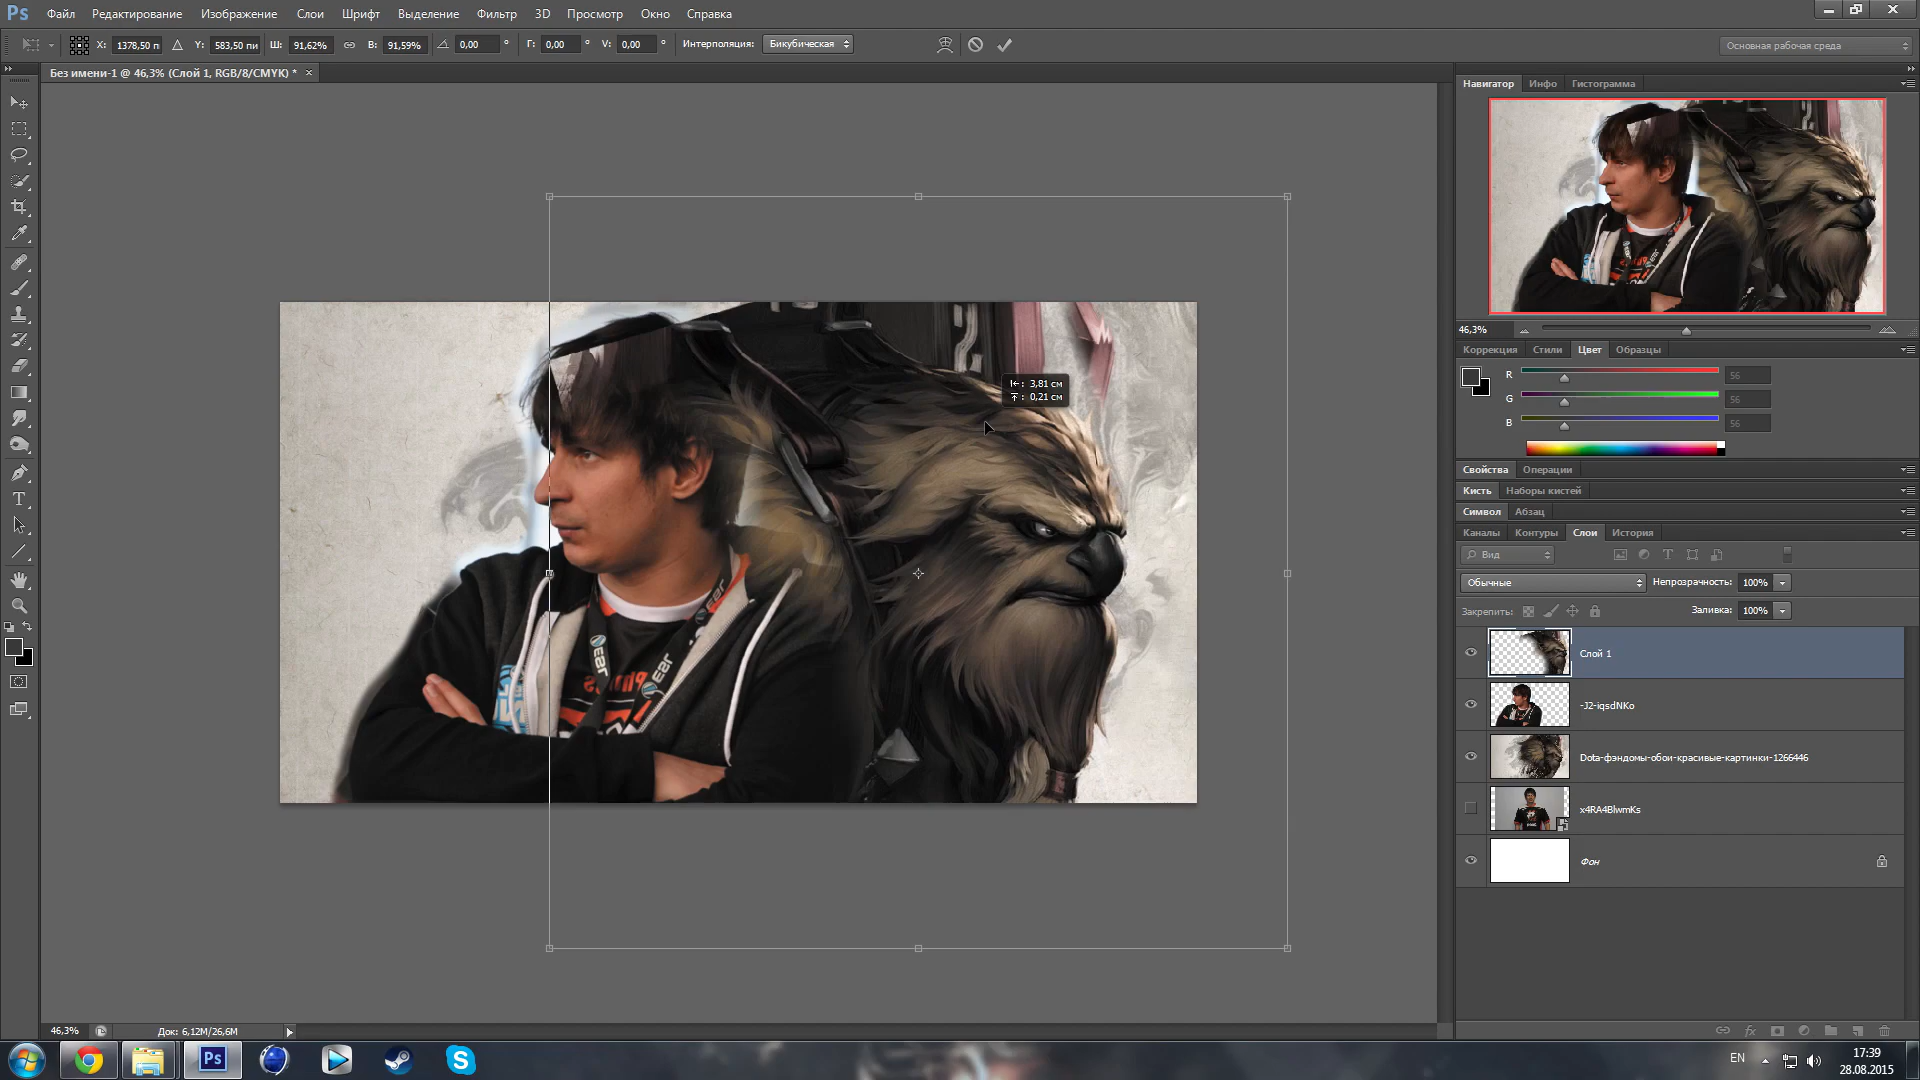 Ps Файл Редактирование Изображение Слои Шрифт Выделение Фильтр 3D Просмотр Окно Справка
X: 1378,50 п Y: 583,50 пи Ш: 91,62% В: 91,59% 0,00 ° Г: 0,00 ° V: 0,00 ° Интерполяция: Бикубическая Основная рабочая среда
Без имени-1 @ 46,3% (Слой 1, RGB/8/CMYK) * ×
Навигатор Инфо Гистограмма
46,3%
Коррекция Стили Цвет Образцы
R 56
G 56
B 56
3,81 см
0,21 см
Свойства Операции
Кисть Наборы кистей
Символ Абзац
Каналы Контуры Слои История
Вид
Обычные Непрозрачность: 100%
Закрепить: Заливка: 100%
Слой 1
-J2-iqsdNKo
Dota-фэндомы-обои-красивые-картинки-1266446
x4RA4BlwmKs
Фон
46,3% Док: 6,12M/26,6M
Ps
EN 17:39
28.08.2015